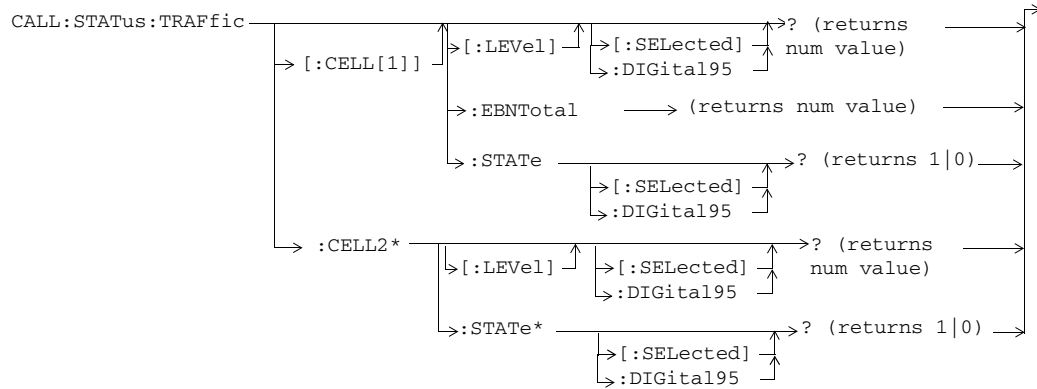 CALL:STATus:TRAFfic
? (returns
num value)
[:LEVel]
[:SELected]
[:CELL[1]]
:DIGital95
:EBNTotal
(returns num value)
:STATe
? (returns 1|0)
[:SELected]
:DIGital95
:CELL2*
? (returns
num value)
[:LEVel]
[:SELected]
:DIGital95
:STATe*
? (returns 1|0)
[:SELected]
:DIGital95